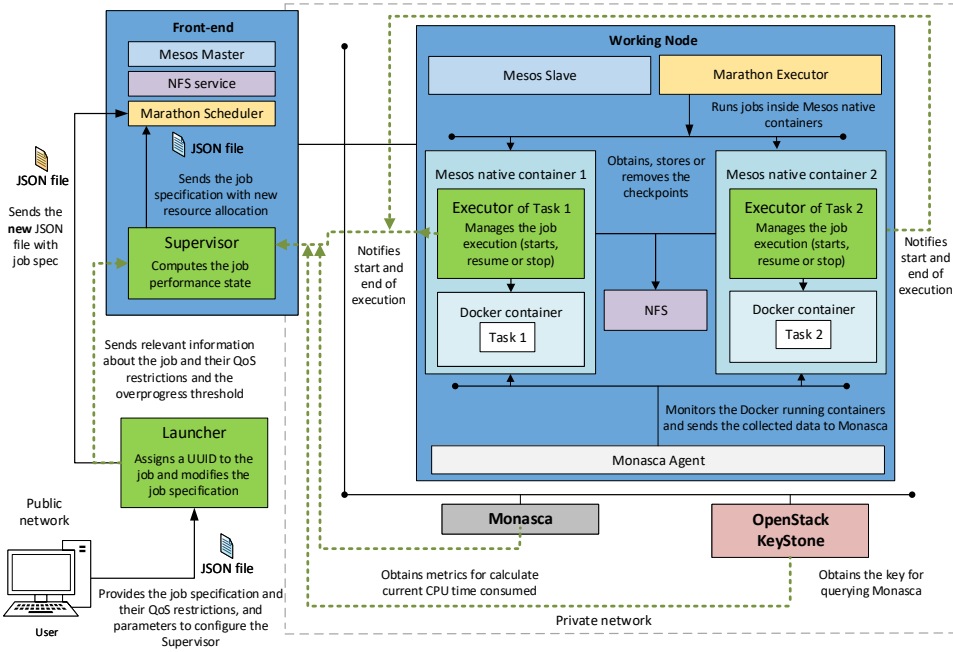 Front-end
Mesos Master
NFS service
Marathon Scheduler
JSON file
Sends the job
specification with new
resource allocation
Supervisor
Computes the job
performance state
JSON file
Sends the
new JSON
file with
job spec
Sends relevant information
about the job and their QoS
restrictions and the
overprogress threshold
Launcher
Assigns a UUID to the
job and modifies the
job specification
Public
network
JSON file
User
Provides the job specification and
their QoS restrictions, and
parameters to configure the
Supervisor
Working Node
Mesos Slave
Marathon Executor
Runs jobs inside Mesos native
containers
Mesos native container 1
Executor of Task 1
Manages the job
execution (starts,
resume or stop)
Docker container
Task 1
Obtains, stores or
removes the
checkpoints
NFS
Mesos native container 2
Executor of Task 2
Manages the job
execution (starts,
resume or stop)
Docker container
Task 2
Notifies
start and
end of
execution
Notifies
start and
end of
execution
Monitors the Docker running containers
and sends the collected data to Monasca
Monasca Agent
Monasca
OpenStack
KeyStone
Obtains metrics for calculate
current CPU time consumed
Obtains the key for
querying Monasca
Private network